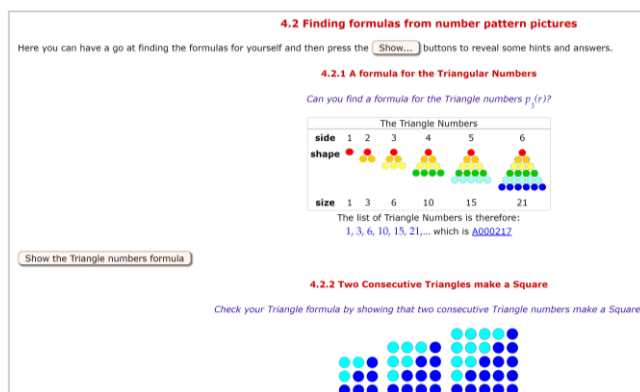 4.2 Finding formulas from number pattern pictures
Here you can have a go at finding the formulas for yourself and then press the Show... buttons to reveal some hints and answers.
4.2.1 A formula for the Triangular Numbers
Can you find a formula for the Triangle numbers p3(r)?
The Triangle Numbers
side 1 2 3 4 5 6
shape
size 1 3 6 10 15 21
The list of Triangle Numbers is therefore:
1, 3, 6, 10, 15, 21,... which is A000217
Show the Triangle numbers formula
4.2.2 Two Consecutive Triangles make a Square
Check your Triangle formula by showing that two consecutive Triangle numbers make a Square